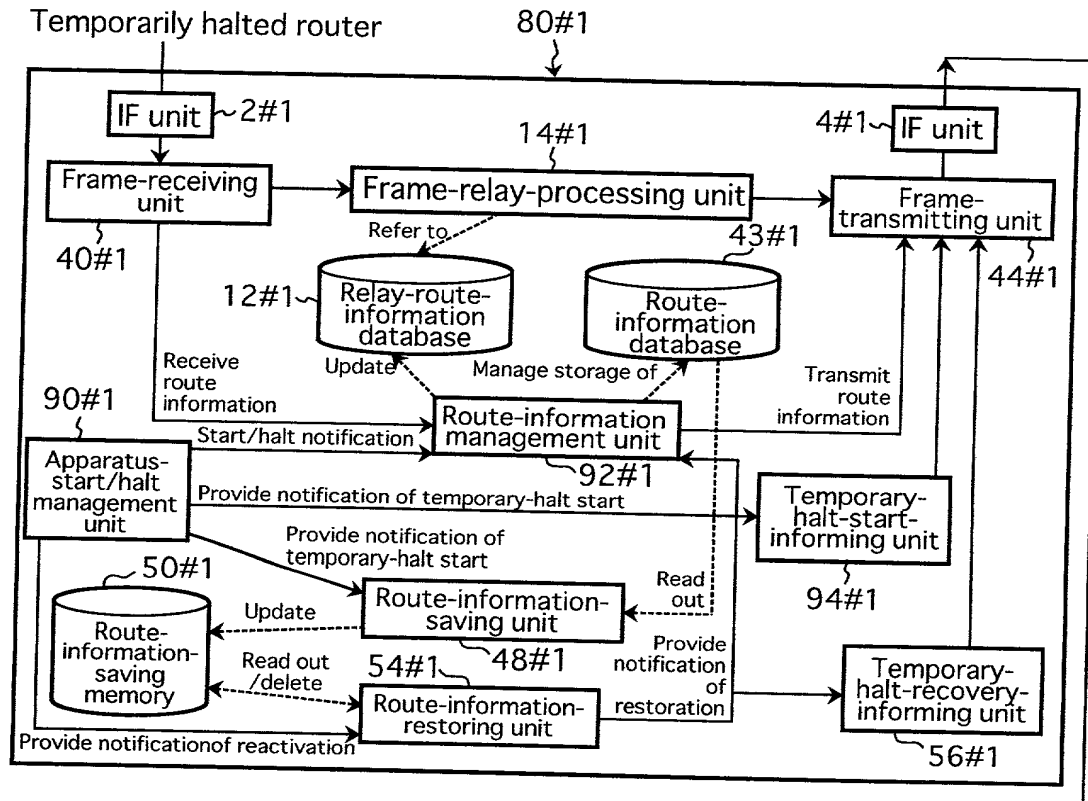 Temporarily halted router
80#1
IF unit
2#1
4#1
IF unit
14#1
Frame-receiving
unit
Frame-relay-processing unit
Frame-
transmitting unit
40#1
Refer to
43#1
44#1
12#1
Relay-route-
information
database
Route-
information
database
Receive
route
information
Update
Manage storage of
Transmit
route
information
90#1
Start/halt notification
Route-information
management unit
92#1
Apparatus-
start/halt
management
unit
Provide notification of temporary-halt start
Temporary-
halt-start-
informing unit
94#1
Provide notification of
temporary-halt start
50#1
Read
out
Update
Route-information-
saving unit
48#1
Route-
information-
saving
memory
Read out
/delete
54#1
Provide
notification
of
restoration
Route-information-
restoring unit
Temporary-
halt-recovery-
informing unit
56#1
Provide notificationof reactivation